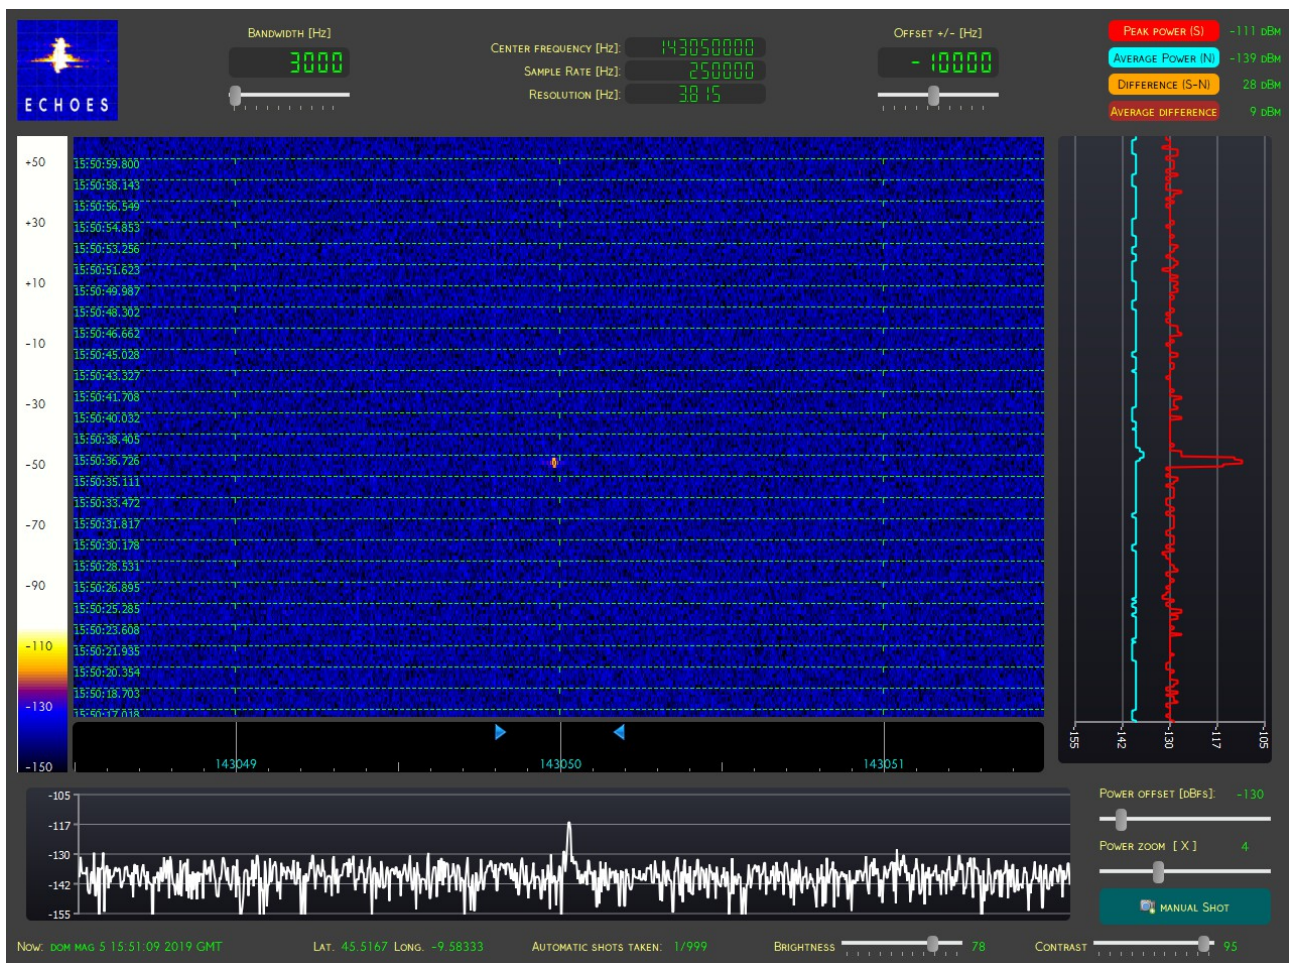 ECHOES
BANDWIDTH [HZ]
3000
CENTER FREQUENCY [HZ]: 143050000
SAMPLE RATE [HZ]: 250000
RESOLUTION [HZ]: 3.815
OFFSET +/- [HZ]
-10000
PEAK POWER (S) -111 DBM
AVERAGE POWER (N) -139 DBM
DIFFERENCE (S-N) 28 DBM
AVERAGE DIFFERENCE 9 DBM
+50
+30
+10
-10
-30
-50
-70
-90
-110
-130
-150
15:50:59.800
15:50:58.143
15:50:56.549
15:50:54.853
15:50:53.256
15:50:51.623
15:50:49.987
15:50:48.302
15:50:46.662
15:50:45.028
15:50:43.327
15:50:41.708
15:50:40.032
15:50:38.405
15:50:36.726
15:50:35.111
15:50:33.472
15:50:31.817
15:50:30.178
15:50:28.531
15:50:26.895
15:50:25.285
15:50:23.608
15:50:21.935
15:50:20.354
15:50:18.703
15:50:17.018
143049 143050 143051
-155 -142 -130 -117 -105
-105
-117
-130
-142
-155
POWER OFFSET [DBFS]: -130
POWER ZOOM [ X ] 4
MANUAL SHOT
NOW: DOM MAG 5 15:51:09 2019 GMT
LAT. 45.5167 LONG. -9.58333
AUTOMATIC SHOTS TAKEN: 1/999
BRIGHTNESS 78
CONTRAST 95